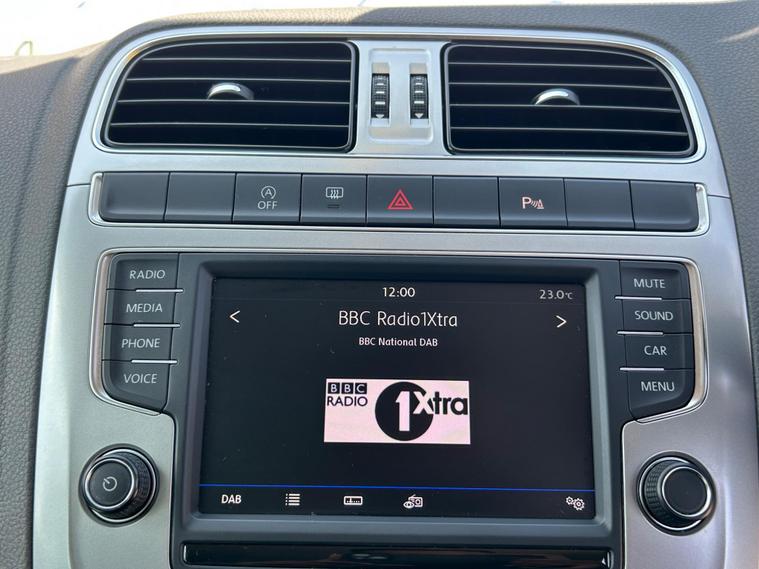 A
OFF
P
RADIO
MEDIA
PHONE
VOICE
MUTE
SOUND
CAR
MENU
12:00
23.0°C
< BBC Radio1Xtra >
BBC National DAB
BBC
RADIO
1Xtra
DAB